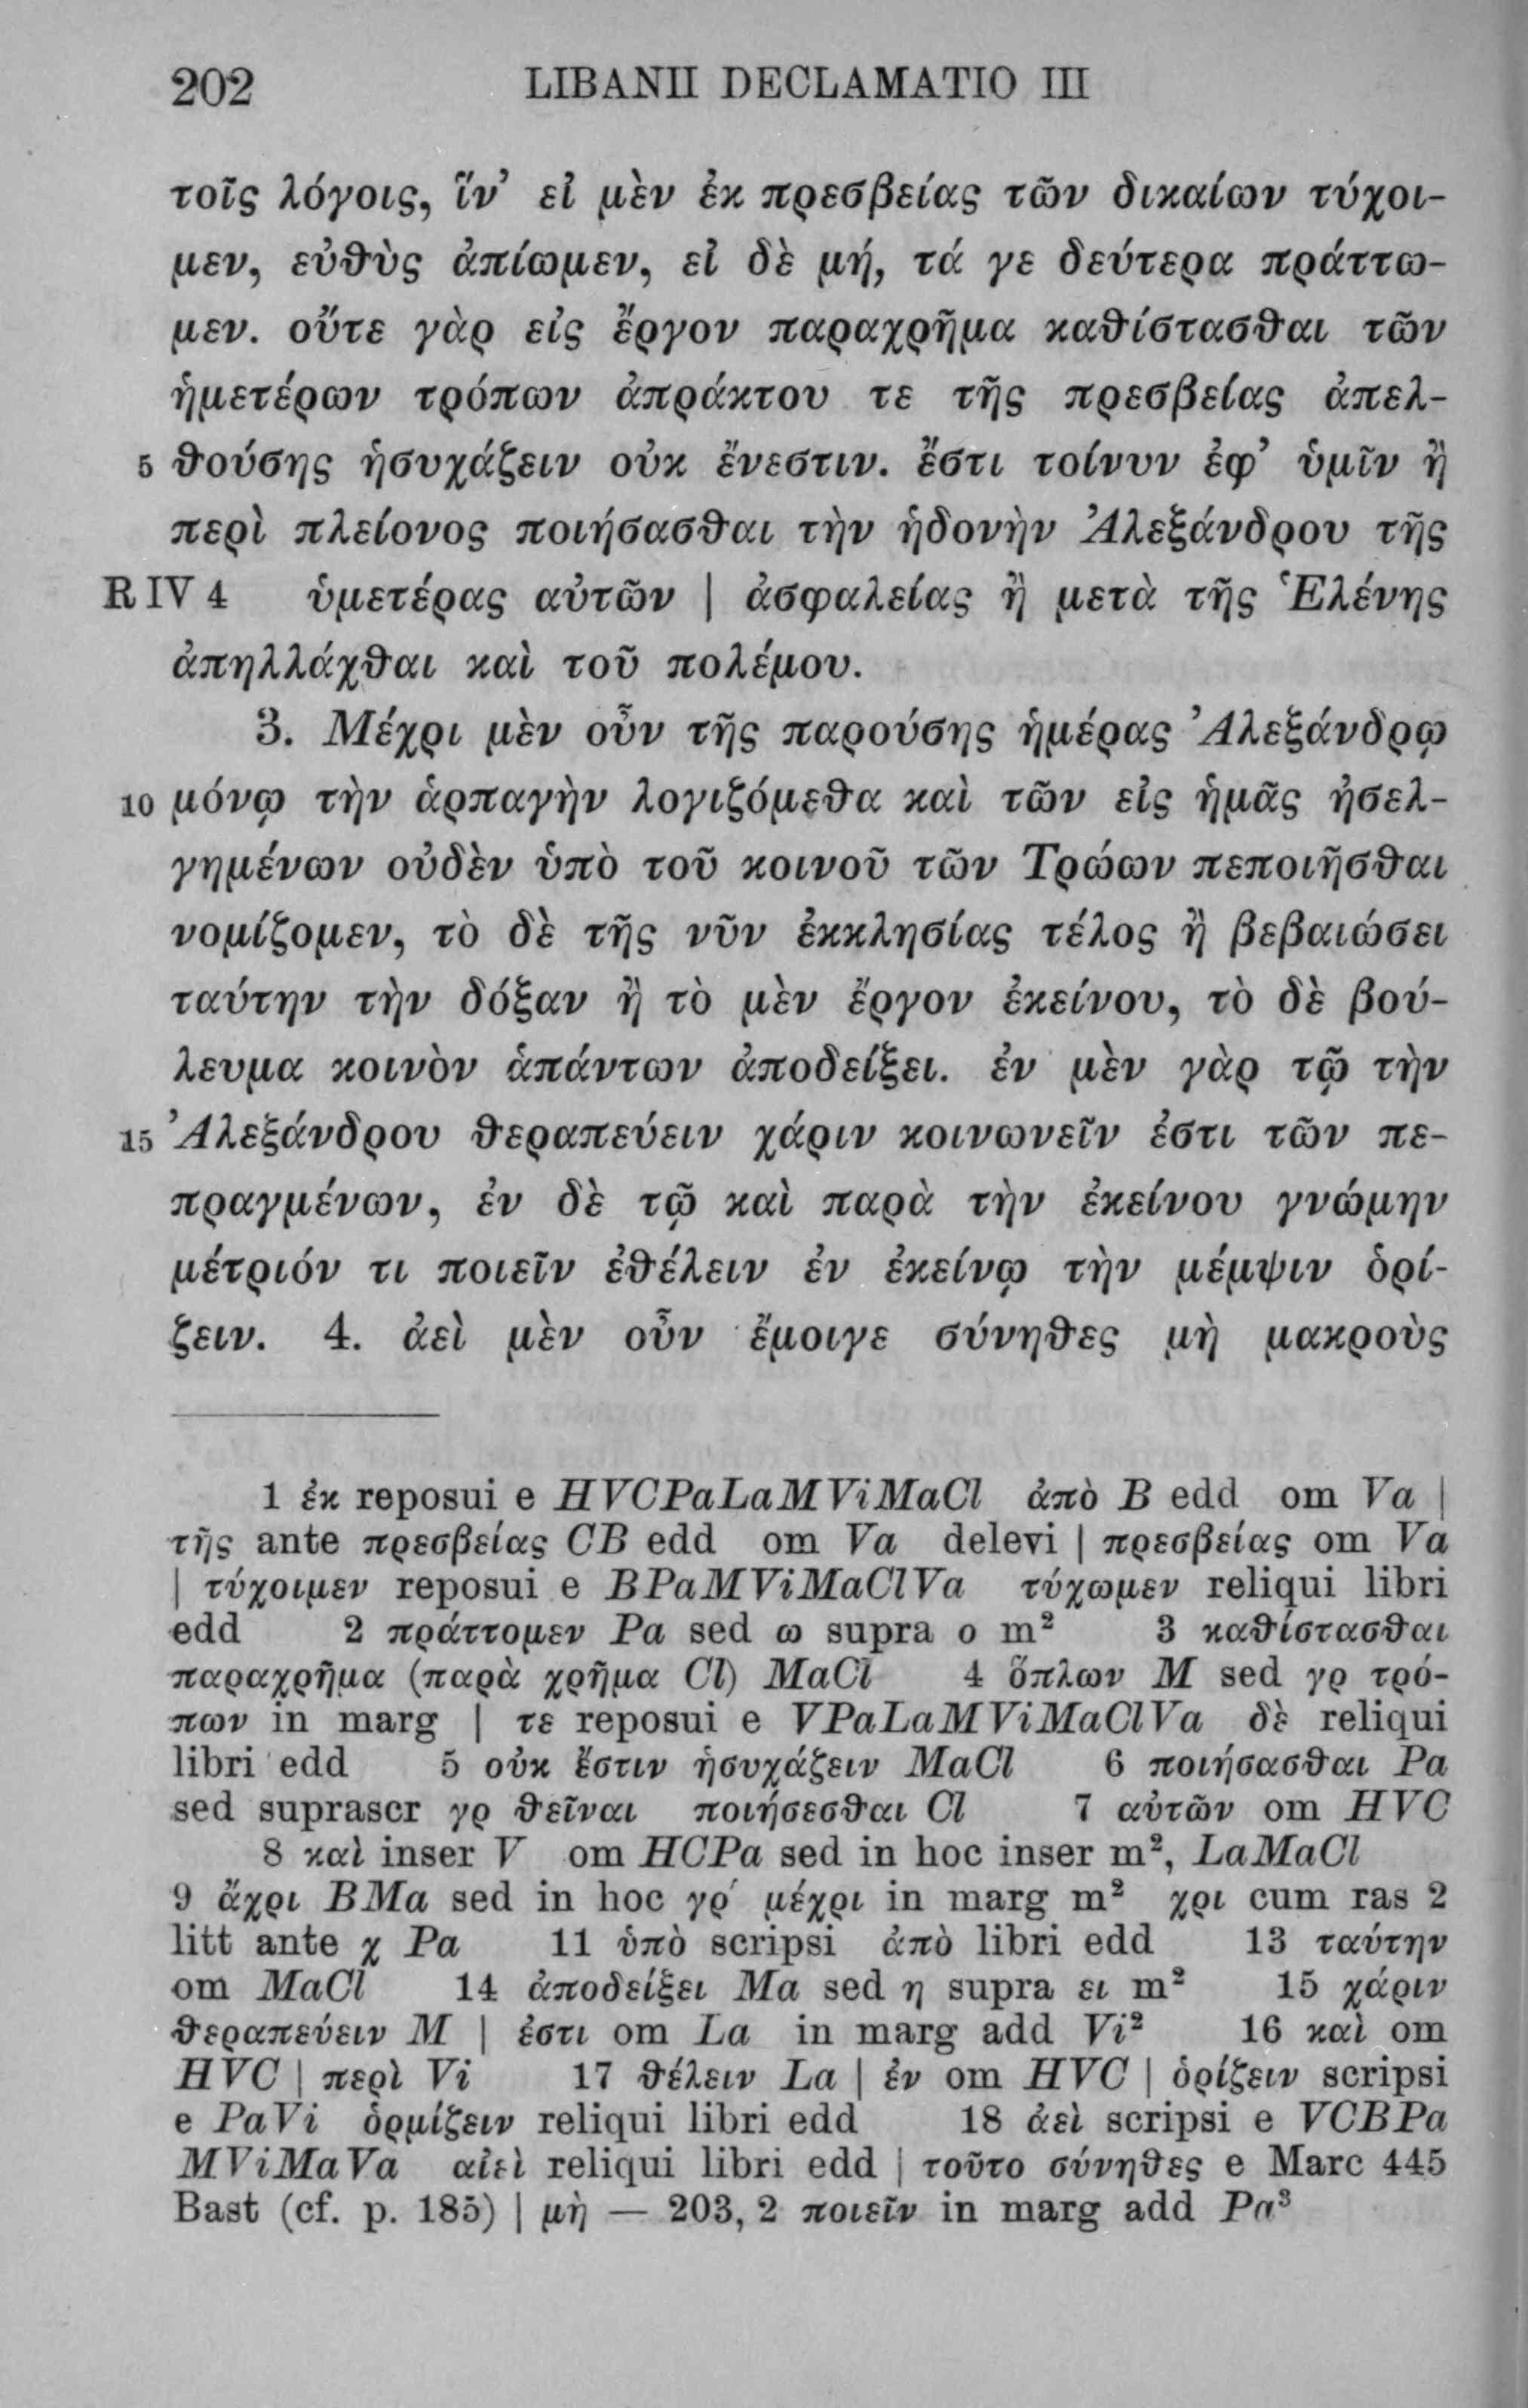 202 LIBANII DECLAMATIO III
τοῖς λόγοις, ἵν’ εἰ μὲν ἐκ πρεσβείας τῶν δικαίων τύχοι-
μεν, εὐθὺς ἀπίωμεν, εἰ δὲ μή, τά γε δεύτερα πράττω-
μεν. οὔτε γὰρ εἰς ἔργον παραχρῆμα καθίστασθαι τῶν
ἡμετέρων τρόπων ἀπράκτου τε τῆς πρεσβείας ἀπελ-
5 θούσης ἡσυχάζειν οὐκ ἔνεστιν. ἔστι τοίνυν ἐφ’ ὑμῖν ἢ
περὶ πλείονος ποιήσασθαι τὴν ἡδονὴν Ἀλεξάνδρου τῆς
R IV 4 ὑμετέρας αὐτῶν | ἀσφαλείας ἢ μετὰ τῆς Ἑλένης
ἀπηλλάχθαι καὶ τοῦ πολέμου.
3. Μέχρι μὲν οὖν τῆς παρούσης ἡμέρας Ἀλεξάνδρῳ
10 μόνῳ τὴν ἁρπαγὴν λογιζόμεθα καὶ τῶν εἰς ἡμᾶς ἠσελ-
γημένων οὐδὲν ὑπὸ τοῦ κοινοῦ τῶν Τρώων πεποιῆσθαι
νομίζομεν, τὸ δὲ τῆς νῦν ἐκκλησίας τέλος ἢ βεβαιώσει
ταύτην τὴν δόξαν ἢ τὸ μὲν ἔργον ἐκείνου, τὸ δὲ βού-
λευμα κοινὸν ἁπάντων ἀποδείξει. ἐν μὲν γὰρ τῷ τὴν
15 Ἀλεξάνδρου θεραπεύειν χάριν κοινωνεῖν ἐστι τῶν πε-
πραγμένων, ἐν δὲ τῷ καὶ παρὰ τὴν ἐκείνου γνώμην
μέτριόν τι ποιεῖν ἐθέλειν ἐν ἐκείνῳ τὴν μέμψιν ὁρί-
ζειν. 4. ἀεὶ μὲν οὖν ἔμοιγε σύνηθες μὴ μακροὺς
1 ἐκ reposui e HVCPaLaMViMaCl ἀπὸ B edd om Va |
τῆς ante πρεσβείας CB edd om Va delevi | πρεσβείας om Va
| τύχοιμεν reposui e BPaMViMaClVa τύχωμεν reliqui libri
edd 2 πράττομεν Pa sed ω supra ο m² 3 καθίστασθαι
παραχρῆμα (παρὰ χρῆμα Cl) MaCl 4 ὅπλων M sed γρ τρό-
πων in marg | τε reposui e VPaLaMViMaClVa δὲ reliqui
libri edd 5 οὐκ ἔστιν ἡσυχάζειν MaCl 6 ποιήσασθαι Pa
sed suprascr γρ θεῖναι ποιήσεσθαι Cl 7 αὐτῶν om HVC
8 καὶ inser V om HCPa sed in hoc inser m², LaMaCl
9 ἄχρι BMa sed in hoc γρ́ μέχρι in marg m² χρι cum ras 2
litt ante χ Pa 11 ὑπὸ scripsi ἀπὸ libri edd 13 ταύτην
om MaCl 14 ἀποδείξει Ma sed η supra ει m² 15 χάριν
θεραπεύειν M | ἐστι om La in marg add Vi² 16 καὶ om
HVC | περὶ Vi 17 θέλειν La | ἐν om HVC | ὁρίζειν scripsi
e PaVi ὁρμίζειν reliqui libri edd 18 ἀεὶ scripsi e VCBPa
MViMaVa αἰεὶ reliqui libri edd | τοῦτο σύνηθες e Marc 445
Bast (cf. p. 185) | μὴ — 203, 2 ποιεῖν in marg add Pa³